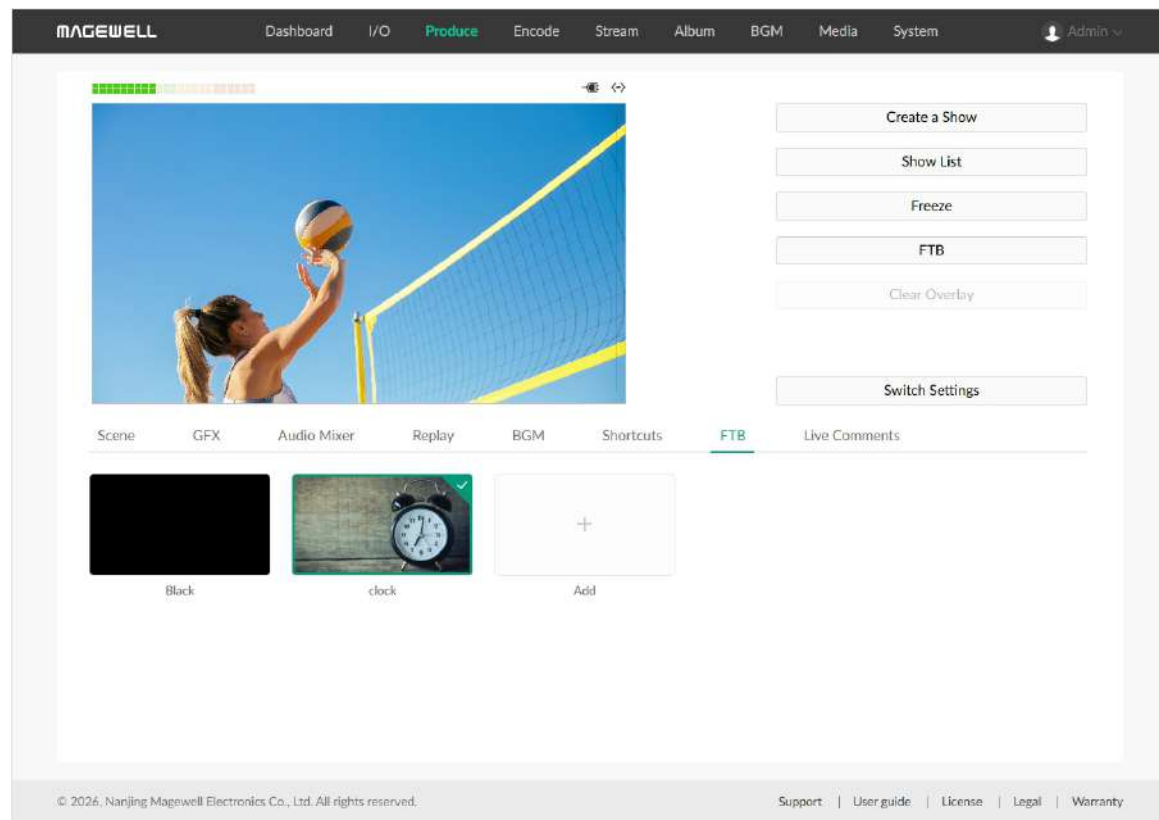 MAGEWELL Dashboard I/O Produce Encode Stream Album BGM Media System Admin
Create a Show
Show List
Freeze
FTB
Clear Overlay
Switch Settings
Scene GFX Audio Mixer Replay BGM Shortcuts FTB Live Comments
Black clock Add
© 2026, Nanjing Magewell Electronics Co., Ltd. All rights reserved. Support | User guide | License | Legal | Warranty